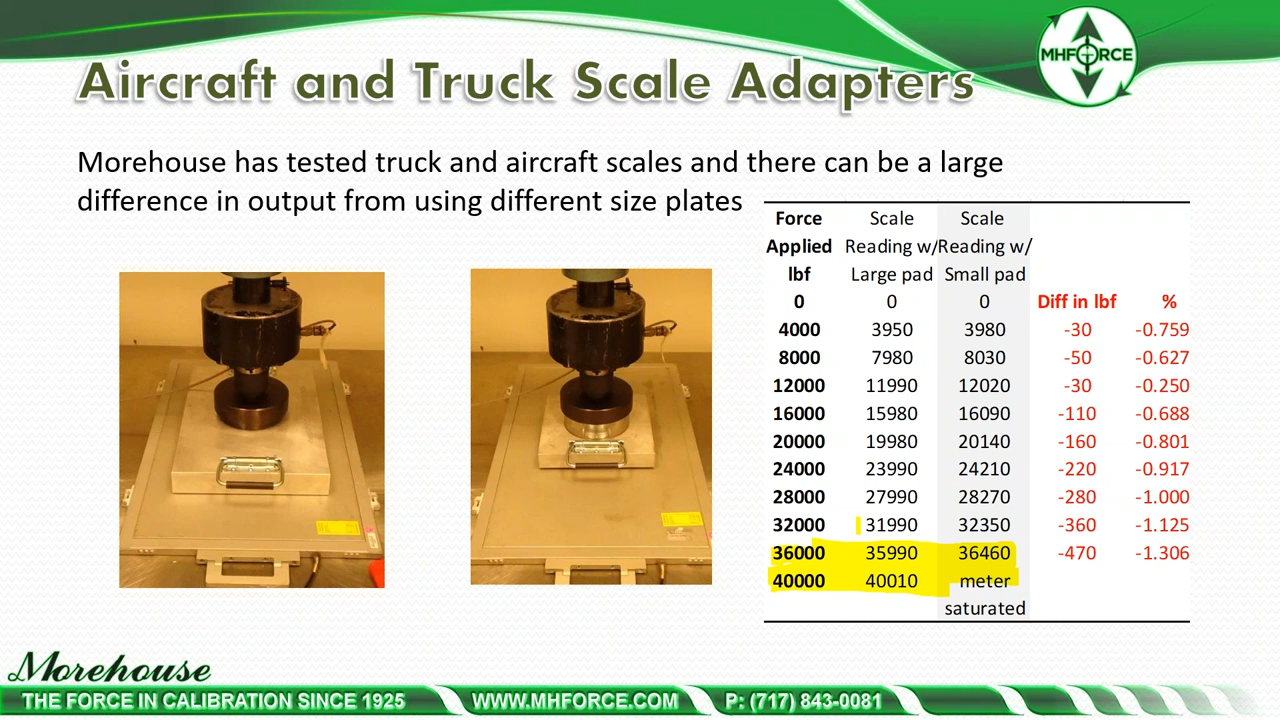 MHFORCE
Aircraft and Truck Scale Adapters
Morehouse has tested truck and aircraft scales and there can be a large
difference in output from using different size plates
Force Scale Scale
Applied Reading w/ Reading w/
lbf Large pad Small pad
0 0 0 Diff in lbf %
4000 3950 3980 -30 -0.759
8000 7980 8030 -50 -0.627
12000 11990 12020 -30 -0.250
16000 15980 16090 -110 -0.688
20000 19980 20140 -160 -0.801
24000 23990 24210 -220 -0.917
28000 27990 28270 -280 -1.000
32000 31990 32350 -360 -1.125
36000 35990 36460 -470 -1.306
40000 40010 meter
saturated
Morehouse
THE FORCE IN CALIBRATION SINCE 1925 WWW.MHFORCE.COM P: (717) 843-0081